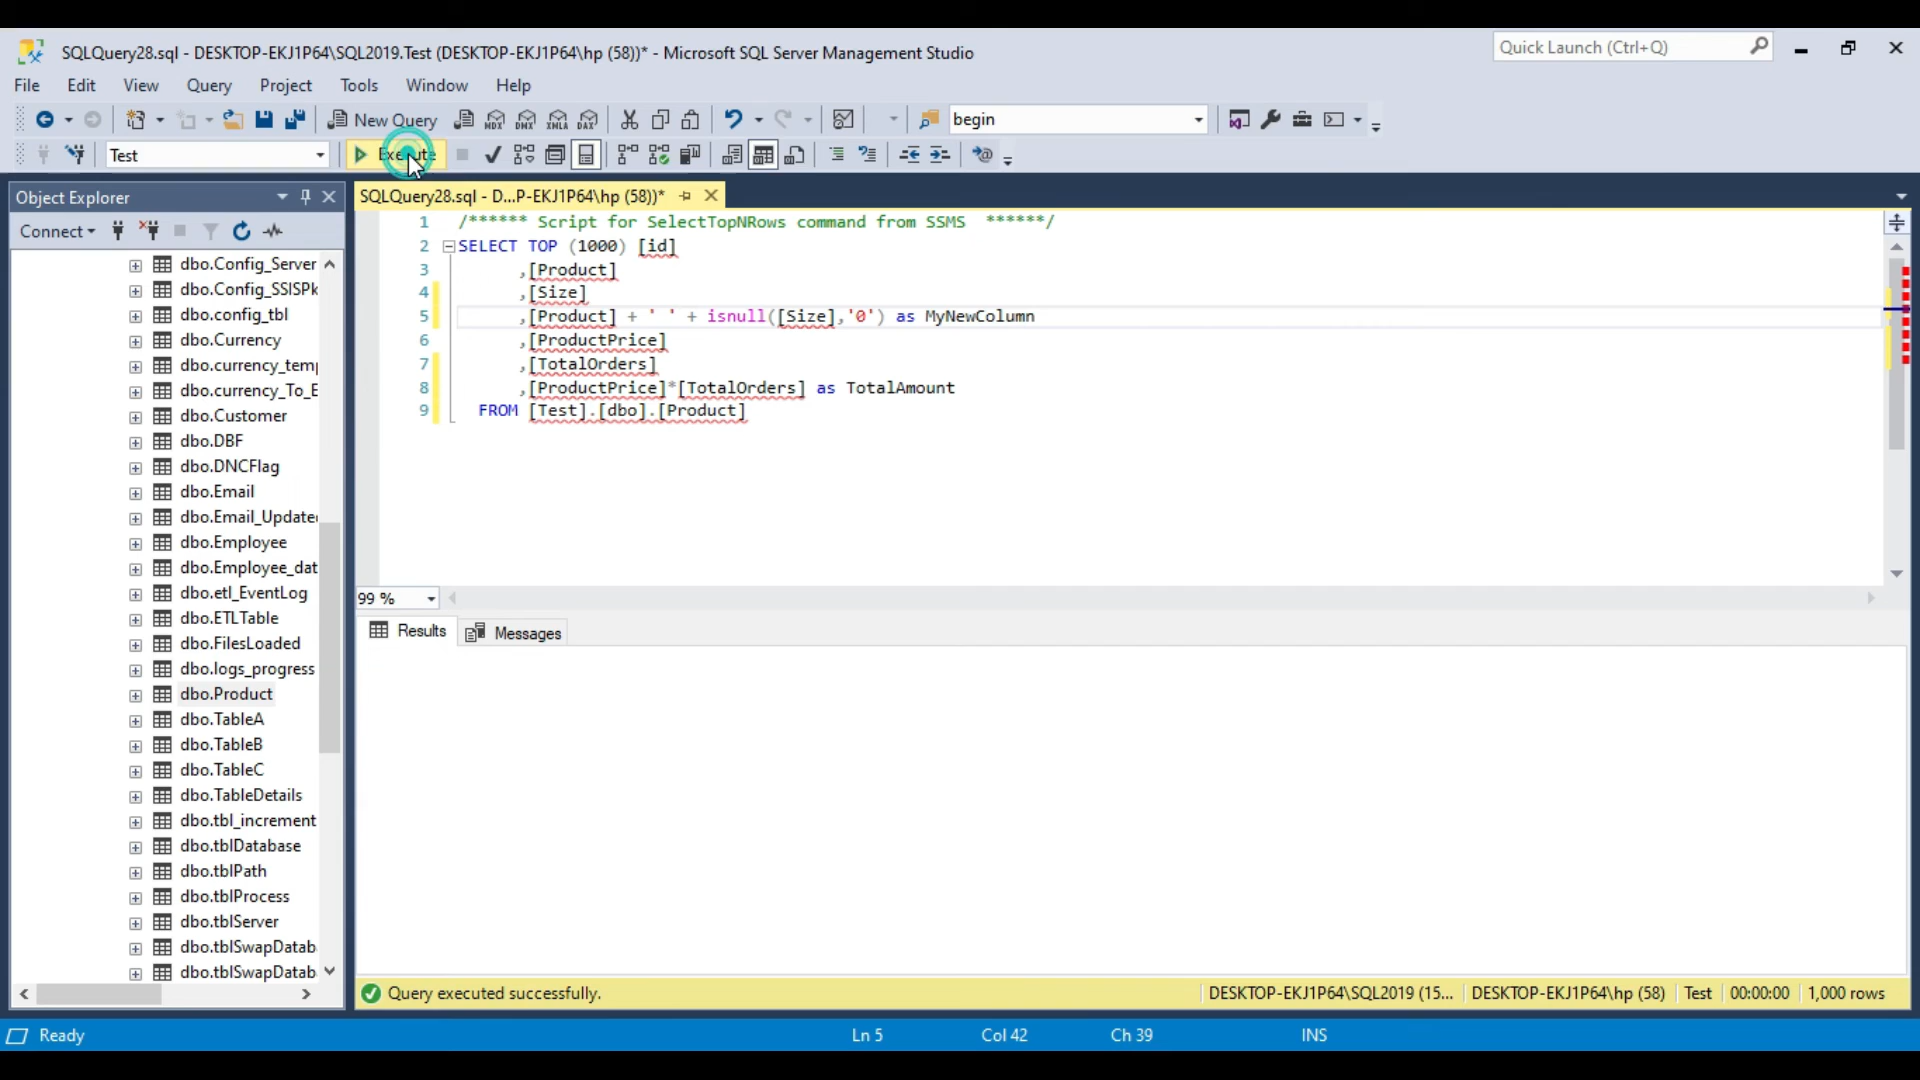 SQLQuery28.sql - DESKTOP-EKJ1P64\SQL2019.Test (DESKTOP-EKJ1P64\hp (58))* - Microsoft SQL Server Management Studio
Quick Launch (Ctrl+Q)
File Edit View Query Project Tools Window Help
New Query MDX DMX XMLA DAX begin
Test Execute
Object Explorer
Connect
dbo.Config_Server
dbo.Config_SSISPk
dbo.config_tbl
dbo.Currency
dbo.currency_temp
dbo.currency_To_E
dbo.Customer
dbo.DBF
dbo.DNCFlag
dbo.Email
dbo.Email_Update
dbo.Employee
dbo.Employee_dat
dbo.etl_EventLog
dbo.ETLTable
dbo.FilesLoaded
dbo.logs_progress
dbo.Product
dbo.TableA
dbo.TableB
dbo.TableC
dbo.TableDetails
dbo.tbl_increment
dbo.tblDatabase
dbo.tblPath
dbo.tblProcess
dbo.tblServer
dbo.tblSwapDatab
dbo.tblSwapDatab
SQLQuery28.sql - D...P-EKJ1P64\hp (58))*
1 /****** Script for SelectTopNRows command from SSMS ******/
2 SELECT TOP (1000) [id]
3 ,[Product]
4 ,[Size]
5 ,[Product] + ' ' + isnull([Size],'0') as MyNewColumn
6 ,[ProductPrice]
7 ,[TotalOrders]
8 ,[ProductPrice]*[TotalOrders] as TotalAmount
9 FROM [Test].[dbo].[Product]
99 %
Results Messages
Query executed successfully. DESKTOP-EKJ1P64\SQL2019 (15... DESKTOP-EKJ1P64\hp (58) Test 00:00:00 1,000 rows
Ready Ln 5 Col 42 Ch 39 INS